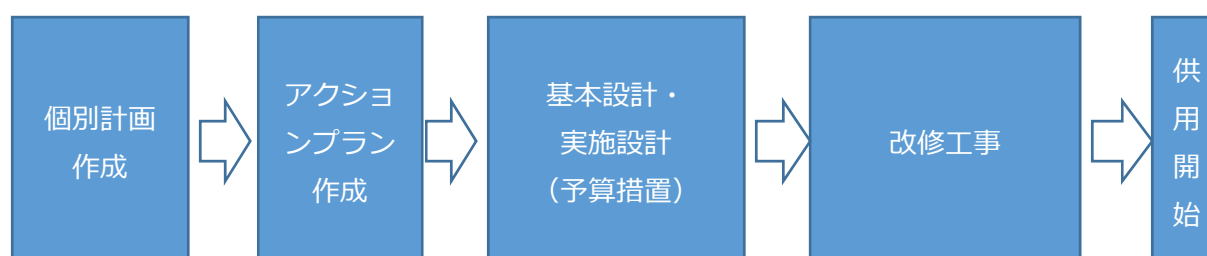 個別計画
作成
アクショ
ンプラン
作成
基本設計・
実施設計
（予算措置）
改修工事
供
用
開
始